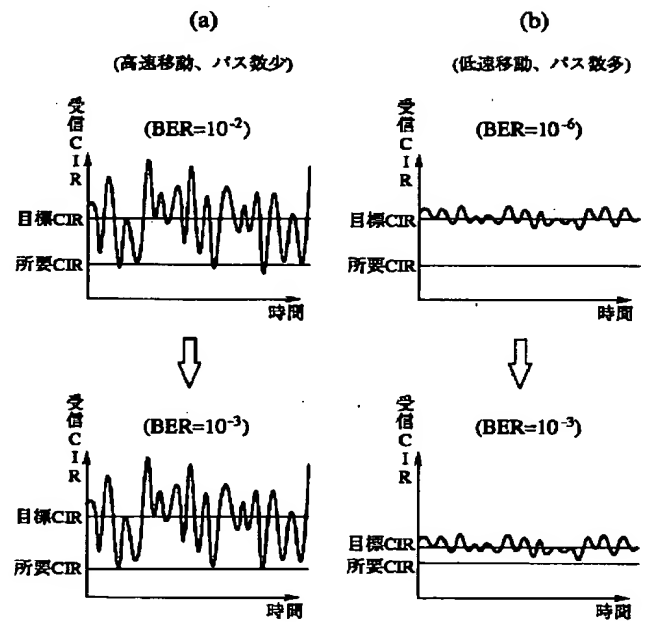 (a)
(高速移動、パス数少)
受信CIR
(BER=10⁻²)
目標CIR
所要CIR
時間
受信CIR
(BER=10⁻³)
目標CIR
所要CIR
時間
(b)
(低速移動、パス数多)
受信CIR
(BER=10⁻⁶)
目標CIR
所要CIR
時間
受信CIR
(BER=10⁻³)
目標CIR
所要CIR
時間